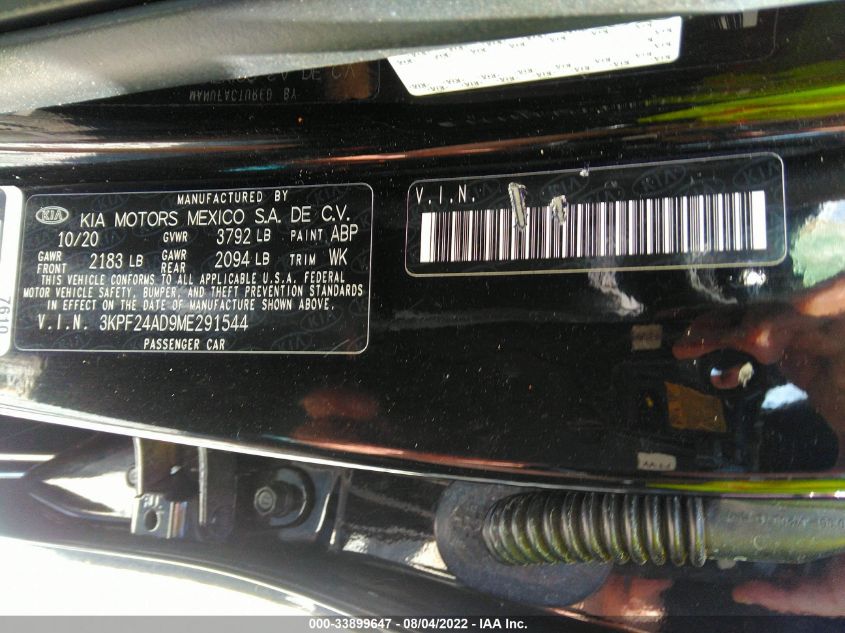 MANUFACTURED BY
KIA KIA MOTORS MEXICO S.A. DE C.V.
10/20 GVWR 3792 LB PAINT ABP
GAWR FRONT 2183 LB GAWR REAR 2094 LB TRIM WK
THIS VEHICLE CONFORMS TO ALL APPLICABLE U.S.A. FEDERAL
MOTOR VEHICLE SAFETY, BUMPER, AND THEFT PREVENTION STANDARDS
IN EFFECT ON THE DATE OF MANUFACTURE SHOWN ABOVE.
V.I.N. 3KPF24AD9ME291544
PASSENGER CAR
V.I.N.
7610
000-33899647 - 08/04/2022 - IAA Inc.